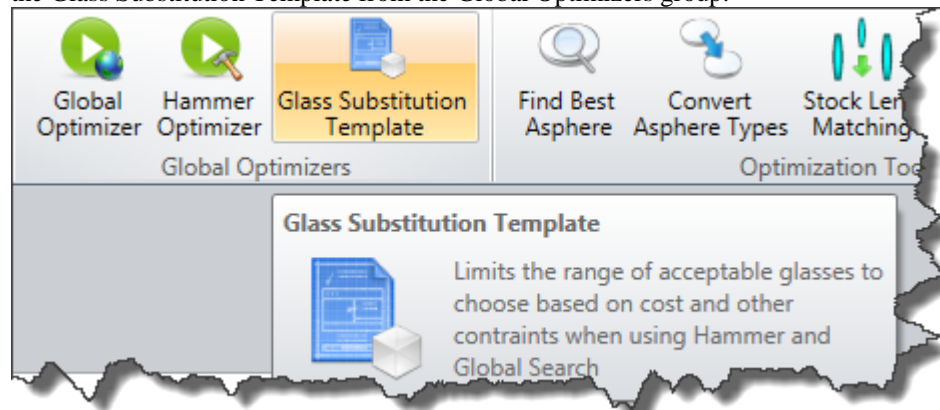 the Glass Substitution Template from the Global Optimizers group.
Global Optimizer
Hammer Optimizer
Glass Substitution Template
Find Best Asphere
Convert Asphere Types
Stock Len
Matching
Global Optimizers
Optimization Too
Glass Substitution Template
Limits the range of acceptable glasses to
choose based on cost and other
contraints when using Hammer and
Global Search